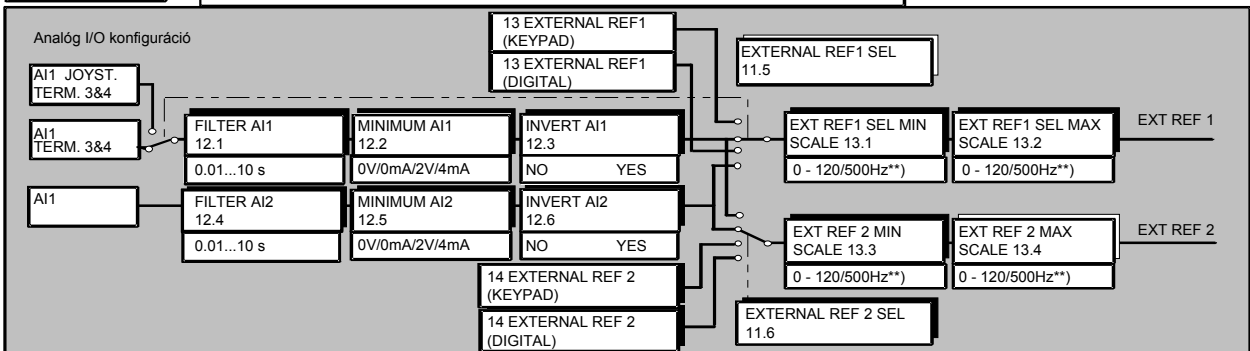 13 EXTERNAL REF1
(KEYPAD)
Analóg I/O konfiguráció
EXTERNAL REF1 SEL
11.5
13 EXTERNAL REF1
(DIGITAL)
AI1 JOYST.
TERM. 3&4
AI1
TERM. 3&4
FILTER AI1
12.1
0.01...10 s
MINIMUM AI1
12.2
0V/0mA/2V/4mA
INVERT AI1
12.3
NO YES
EXT REF1 SEL MIN
SCALE 13.1
0 - 120/500Hz**)
EXT REF1 SEL MAX
SCALE 13.2
0 - 120/500Hz**)
EXT REF 1
AI1
FILTER AI2
12.4
0.01...10 s
MINIMUM AI2
12.5
0V/0mA/2V/4mA
INVERT AI2
12.6
NO YES
EXT REF 2 MIN
SCALE 13.3
0 - 120/500Hz**)
EXT REF 2 MAX
SCALE 13.4
0 - 120/500Hz**)
EXT REF 2
14 EXTERNAL REF 2
(KEYPAD)
14 EXTERNAL REF 2
(DIGITAL)
EXTERNAL REF 2 SEL
11.6